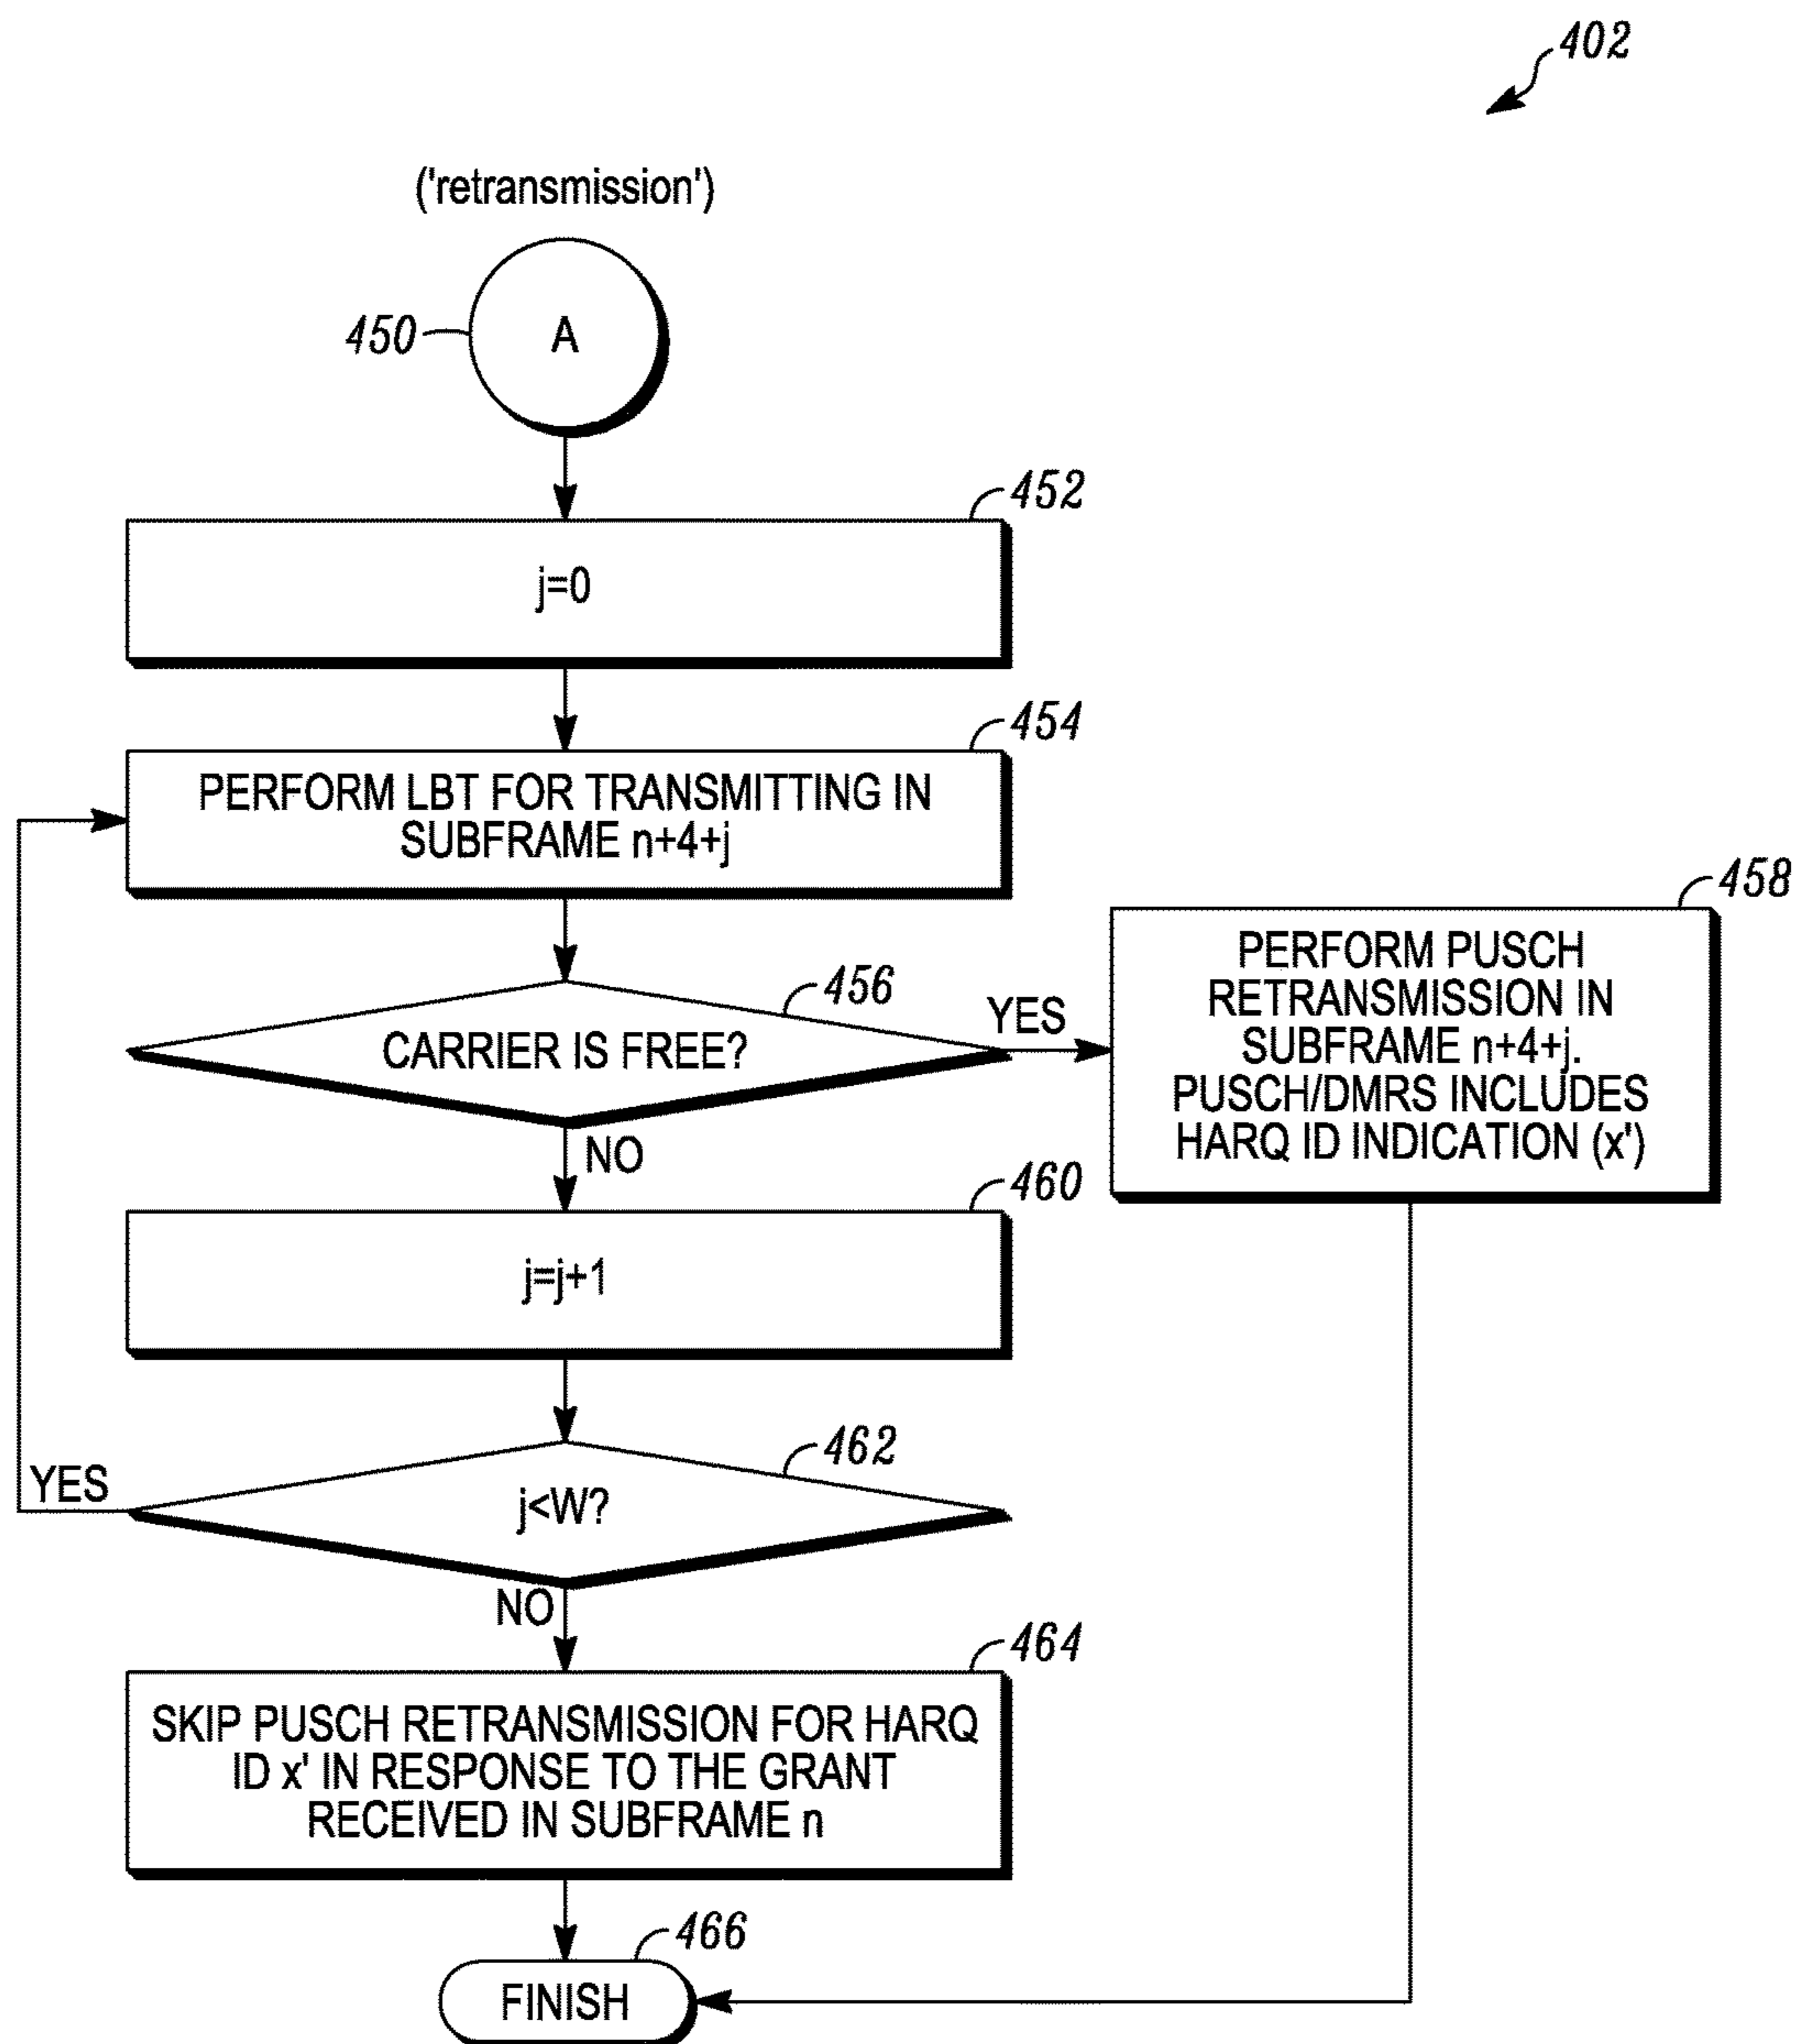 402
('retransmission')
450
A
452
j=0
454
PERFORM LBT FOR TRANSMITTING IN
SUBFRAME n+4+j
456
CARRIER IS FREE?
YES
458
PERFORM PUSCH
RETRANSMISSION IN
SUBFRAME n+4+j.
PUSCH/DMRS INCLUDES
HARQ ID INDICATION (x')
NO
460
j=j+1
462
j<W?
YES
NO
464
SKIP PUSCH RETRANSMISSION FOR HARQ
ID x' IN RESPONSE TO THE GRANT
RECEIVED IN SUBFRAME n
466
FINISH